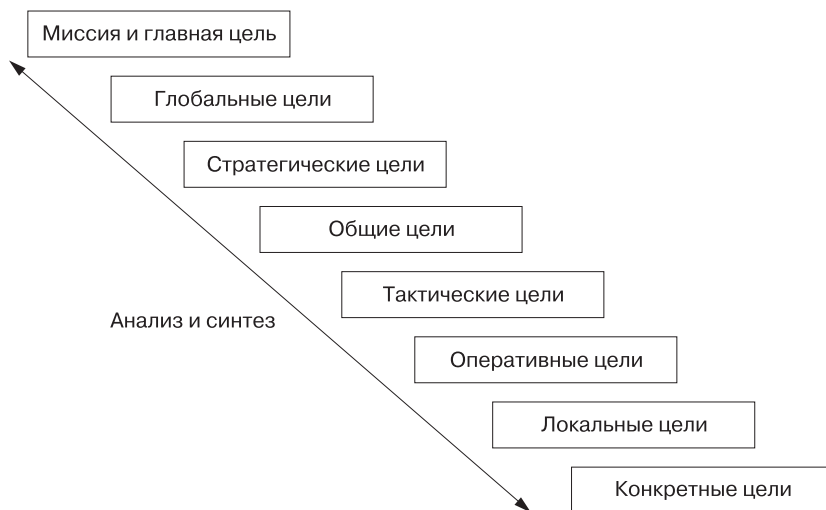 Миссия и главная цель
Глобальные цели
Стратегические цели
Общие цели
Тактические цели
Анализ и синтез
Оперативные цели
Локальные цели
Конкретные цели